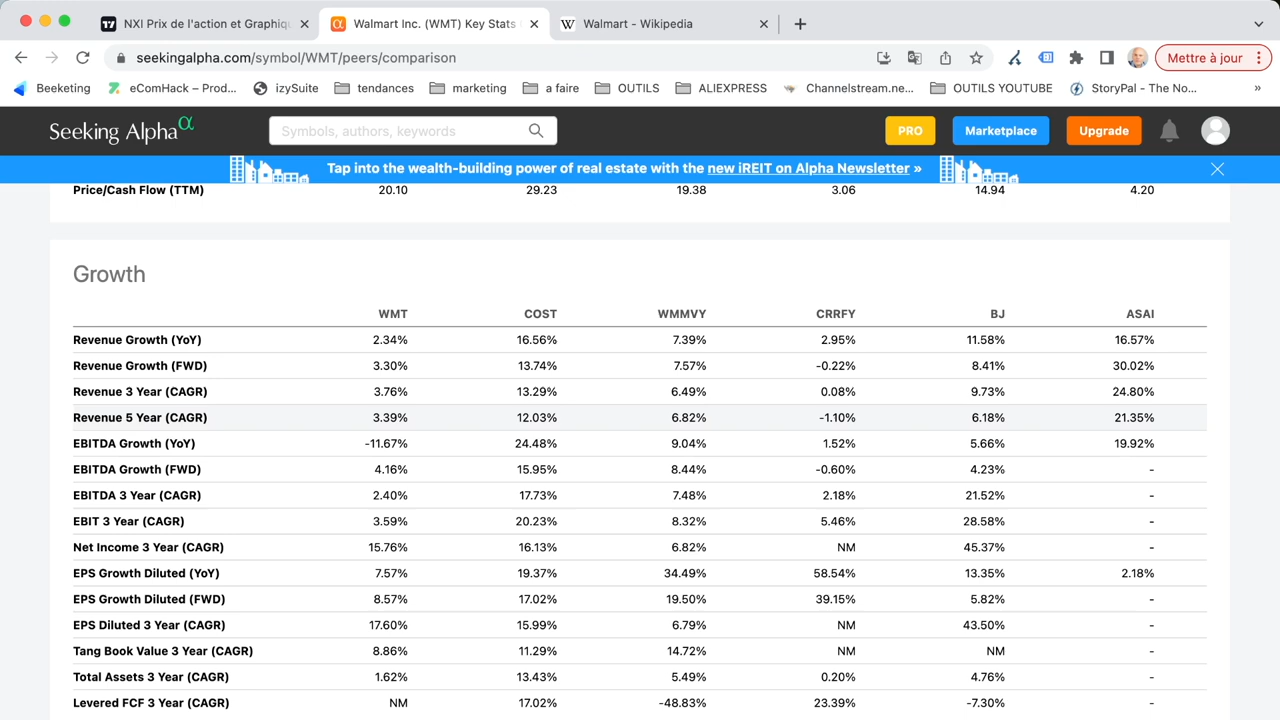 NXI Prix de l'action et Graphiqu
Walmart Inc. (WMT) Key Stats
Walmart - Wikipedia
seekingalpha.com/symbol/WMT/peers/comparison
Mettre à jour
Beeketing
eComHack – Prod...
izySuite
tendances
marketing
a faire
OUTILS
ALIEXPRESS
Channelstream.ne...
OUTILS YOUTUBE
StoryPal - The No...
»
Seeking Alpha α
Symbols, authors, keywords
PRO
Marketplace
Upgrade
Tap into the wealth-building power of real estate with the new iREIT on Alpha Newsletter »
Price/Cash Flow (TTM) 20.10 29.23 19.38 3.06 14.94 4.20
Growth
WMT COST WMMVY CRRFY BJ ASAI
Revenue Growth (YoY) 2.34% 16.56% 7.39% 2.95% 11.58% 16.57%
Revenue Growth (FWD) 3.30% 13.74% 7.57% -0.22% 8.41% 30.02%
Revenue 3 Year (CAGR) 3.76% 13.29% 6.49% 0.08% 9.73% 24.80%
Revenue 5 Year (CAGR) 3.39% 12.03% 6.82% -1.10% 6.18% 21.35%
EBITDA Growth (YoY) -11.67% 24.48% 9.04% 1.52% 5.66% 19.92%
EBITDA Growth (FWD) 4.16% 15.95% 8.44% -0.60% 4.23% -
EBITDA 3 Year (CAGR) 2.40% 17.73% 7.48% 2.18% 21.52% -
EBIT 3 Year (CAGR) 3.59% 20.23% 8.32% 5.46% 28.58% -
Net Income 3 Year (CAGR) 15.76% 16.13% 6.82% NM 45.37% -
EPS Growth Diluted (YoY) 7.57% 19.37% 34.49% 58.54% 13.35% 2.18%
EPS Growth Diluted (FWD) 8.57% 17.02% 19.50% 39.15% 5.82% -
EPS Diluted 3 Year (CAGR) 17.60% 15.99% 6.79% NM 43.50% -
Tang Book Value 3 Year (CAGR) 8.86% 11.29% 14.72% NM NM -
Total Assets 3 Year (CAGR) 1.62% 13.43% 5.49% 0.20% 4.76% -
Levered FCF 3 Year (CAGR) NM 17.02% -48.83% 23.39% -7.30% -